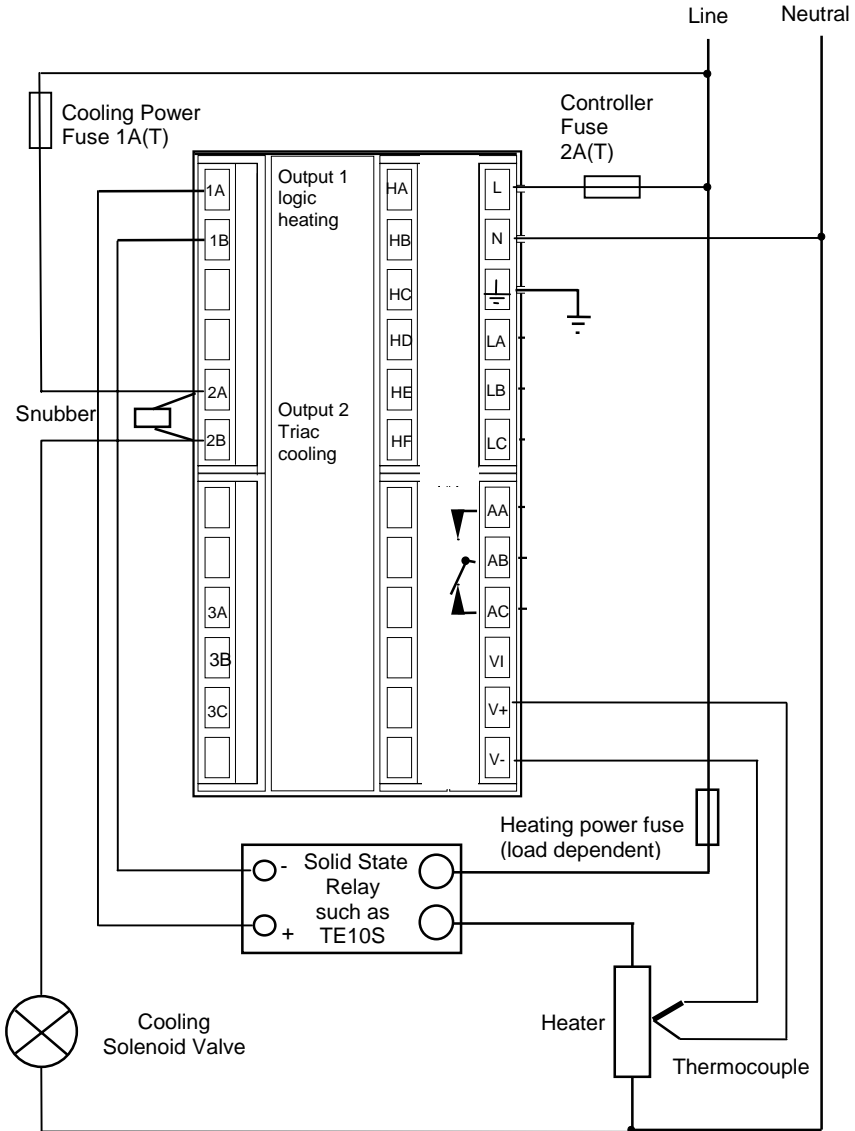 Line
Neutral
Cooling Power
Fuse 1A(T)
Controller
Fuse
2A(T)
1A
Output 1
logic
heating
HA
L
1B
HB
N
HC
HD
LA
2A
HE
LB
Snubber
Output 2
Triac
cooling
2B
HF
LC
AA
AB
3A
AC
3B
VI
3C
V+
V-
Heating power fuse
(load dependent)
-
Solid State
Relay
such as
TE10S
+
Cooling
Solenoid Valve
Heater
Thermocouple